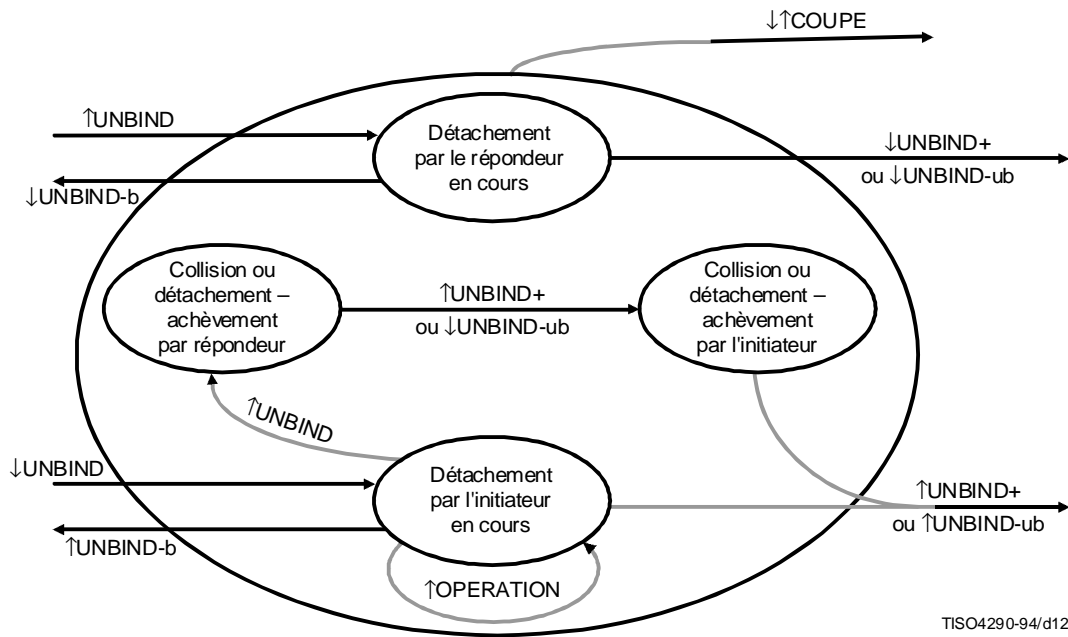 ↓↑COUPE
↑UNBIND
Détachement
par le répondeur
en cours
↓UNBIND+
ou ↓UNBIND-ub
↓UNBIND-b
Collision ou
détachement –
achèvement
par répondeur
↑UNBIND+
ou ↓UNBIND-ub
Collision ou
détachement –
achèvement
par l'initiateur
↑UNBIND
↓UNBIND
Détachement
par l'initiateur
en cours
↑UNBIND+
ou ↑UNBIND-ub
↑UNBIND-b
↑OPERATION
TISO4290-94/d12